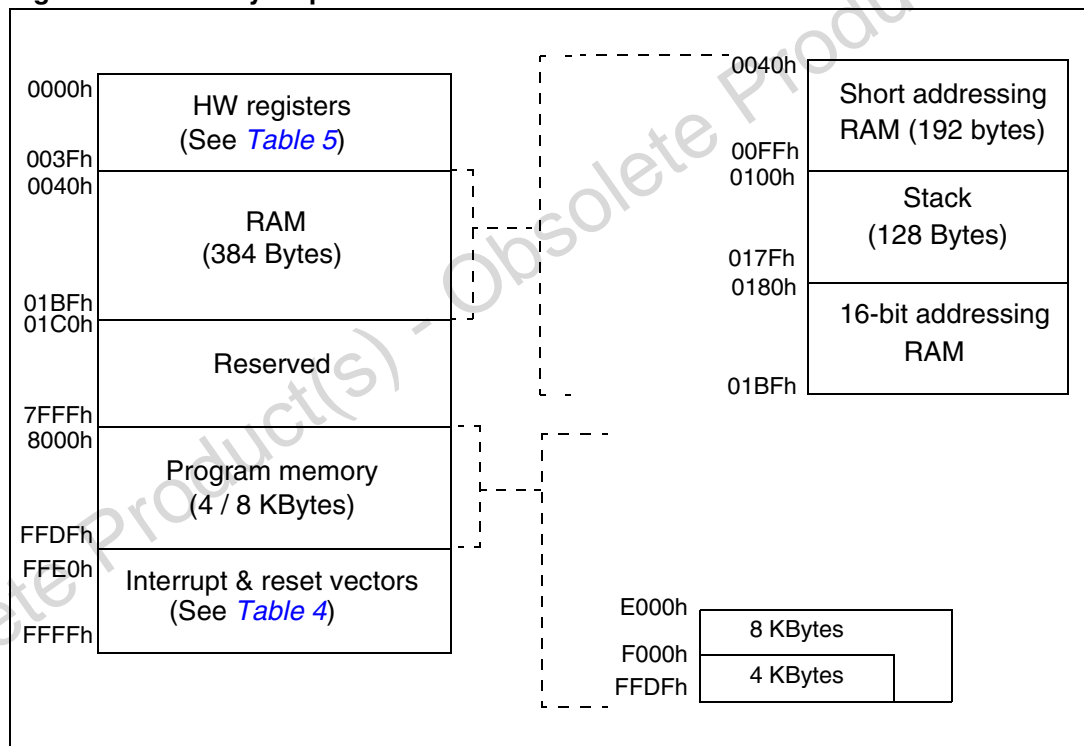 0000h
HW registers
(See Table 5)
003Fh
0040h
RAM
(384 Bytes)
01BFh
01C0h
Reserved
7FFFh
8000h
Program memory
(4 / 8 KBytes)
FFDFh
FFE0h
Interrupt & reset vectors
(See Table 4)
FFFFh
0040h
Short addressing
RAM (192 bytes)
00FFh
0100h
Stack
(128 Bytes)
017Fh
0180h
16-bit addressing
RAM
01BFh
E000h
8 KBytes
F000h
4 KBytes
FFDFh
Product(s) - Obsolete